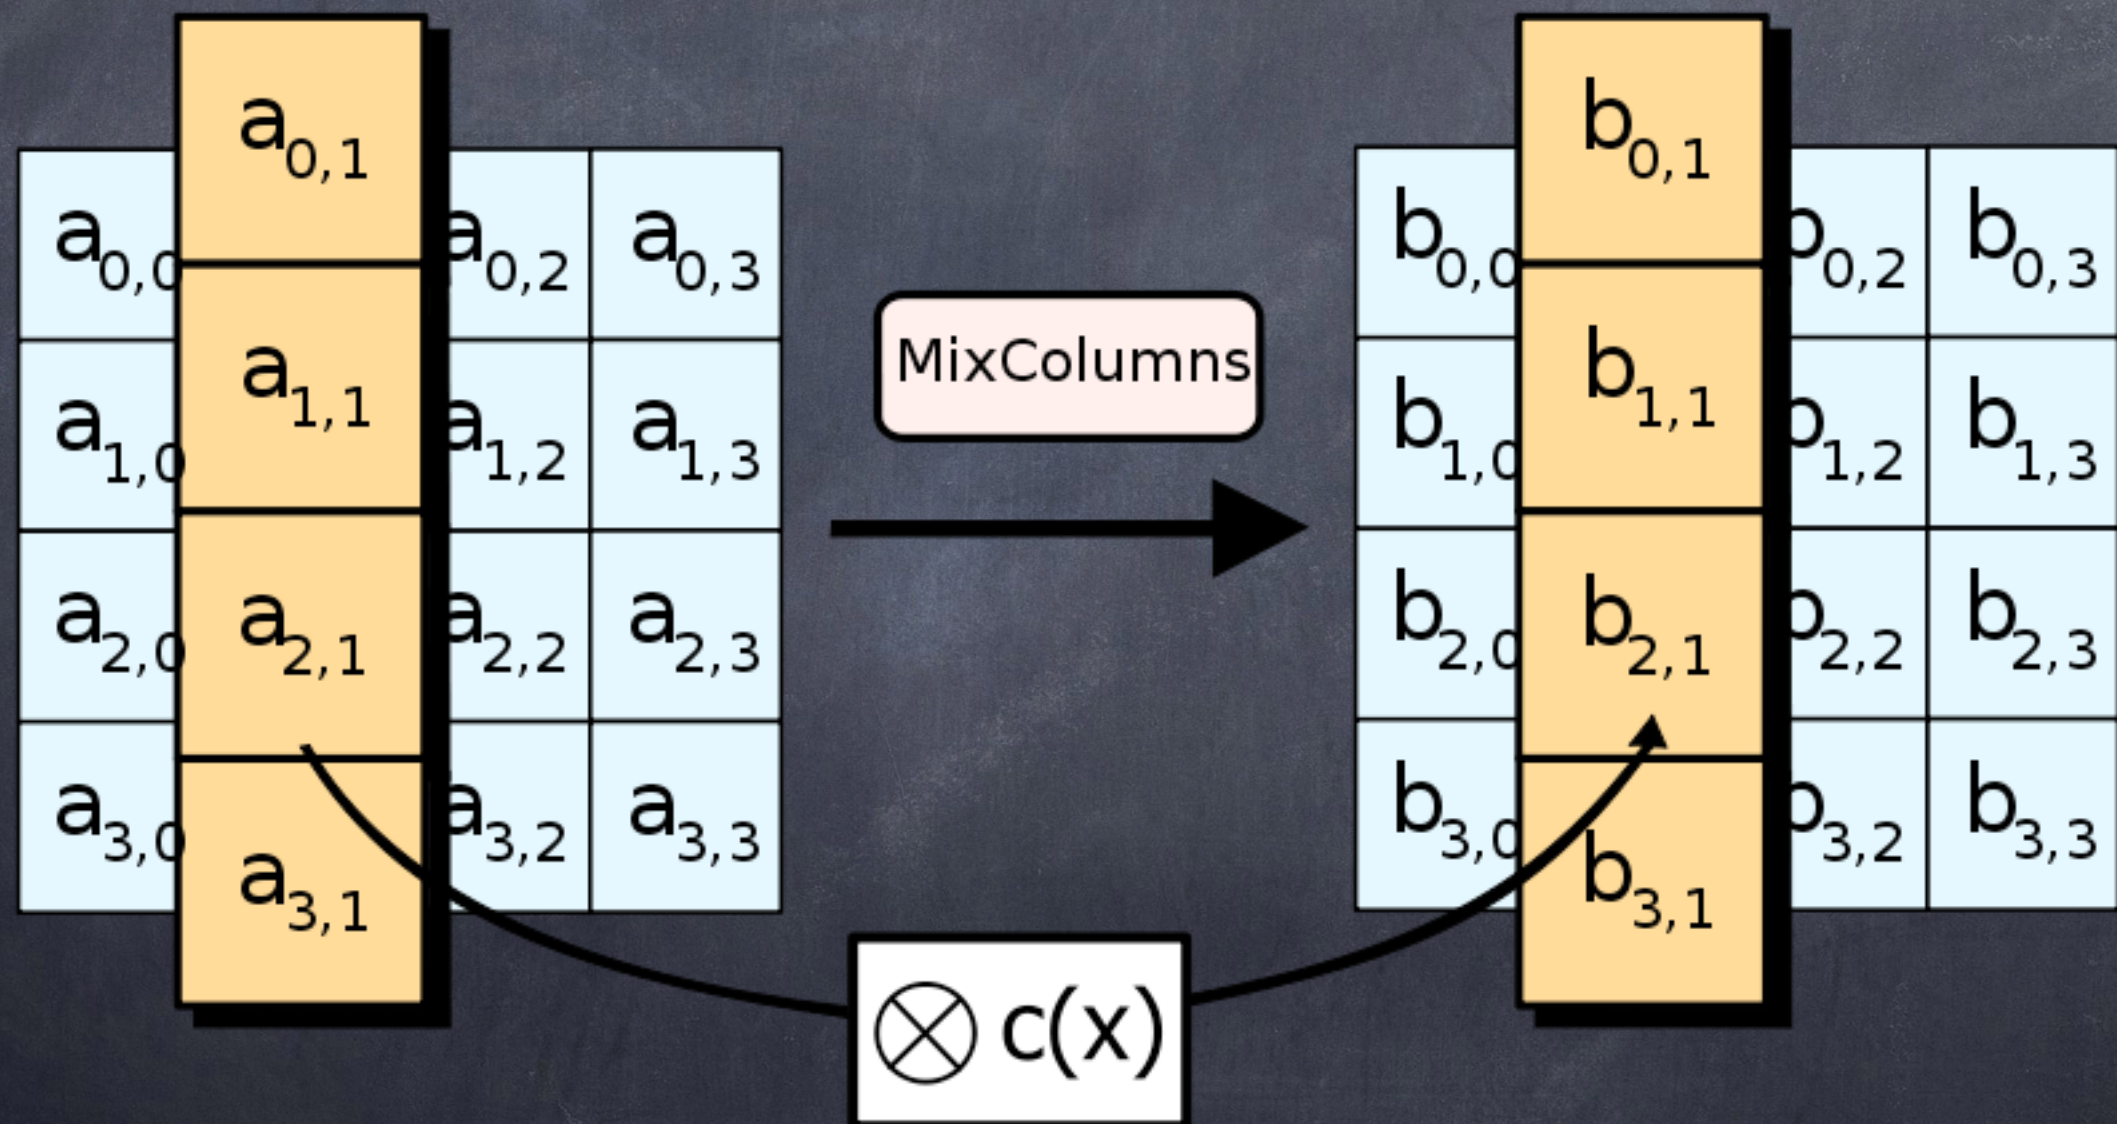 a0,1
a0,0 a0,2 a0,3
a1,1
a1,0 a1,2 a1,3
a2,1
a2,0 a2,2 a2,3
a3,1
a3,0 a3,2 a3,3
MixColumns
⊗ c(x)
b0,1
b0,0 b0,2 b0,3
b1,1
b1,0 b1,2 b1,3
b2,1
b2,0 b2,2 b2,3
b3,1
b3,0 b3,2 b3,3